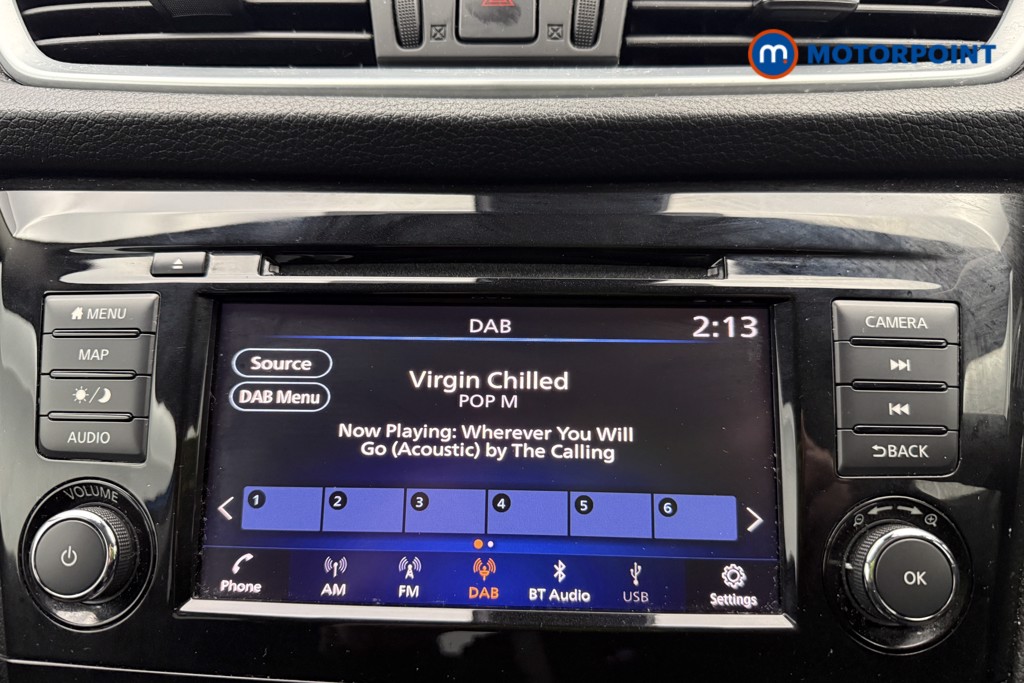 m MOTORPOINT
MENU
MAP
AUDIO
VOLUME
DAB
2:13
Source
DAB Menu
Virgin Chilled
POP M
Now Playing: Wherever You Will
Go (Acoustic) by The Calling
1 2 3 4 5 6
Phone
AM
FM
DAB
BT Audio
USB
Settings
CAMERA
BACK
OK